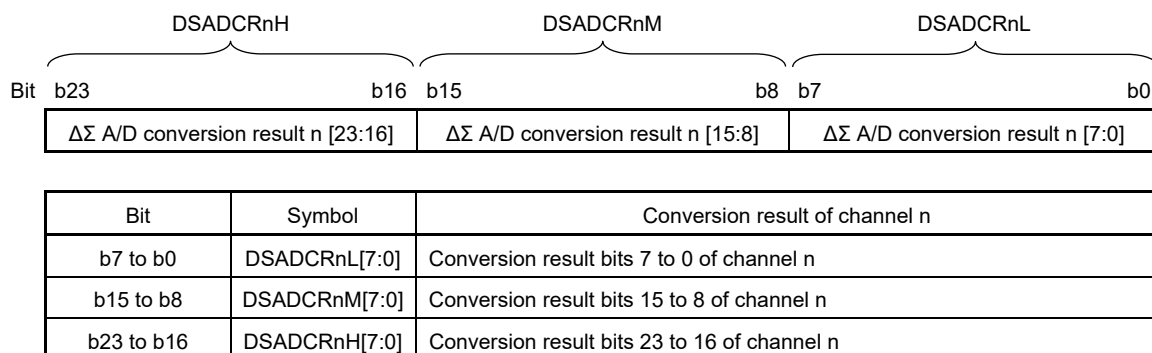 DSADCRnH DSADCRnM DSADCRnL
Bit b23 b16 b15 b8 b7 b0
ΔΣ A/D conversion result n [23:16] ΔΣ A/D conversion result n [15:8] ΔΣ A/D conversion result n [7:0]
Bit Symbol Conversion result of channel n
b7 to b0 DSADCRnL[7:0] Conversion result bits 7 to 0 of channel n
b15 to b8 DSADCRnM[7:0] Conversion result bits 15 to 8 of channel n
b23 to b16 DSADCRnH[7:0] Conversion result bits 23 to 16 of channel n